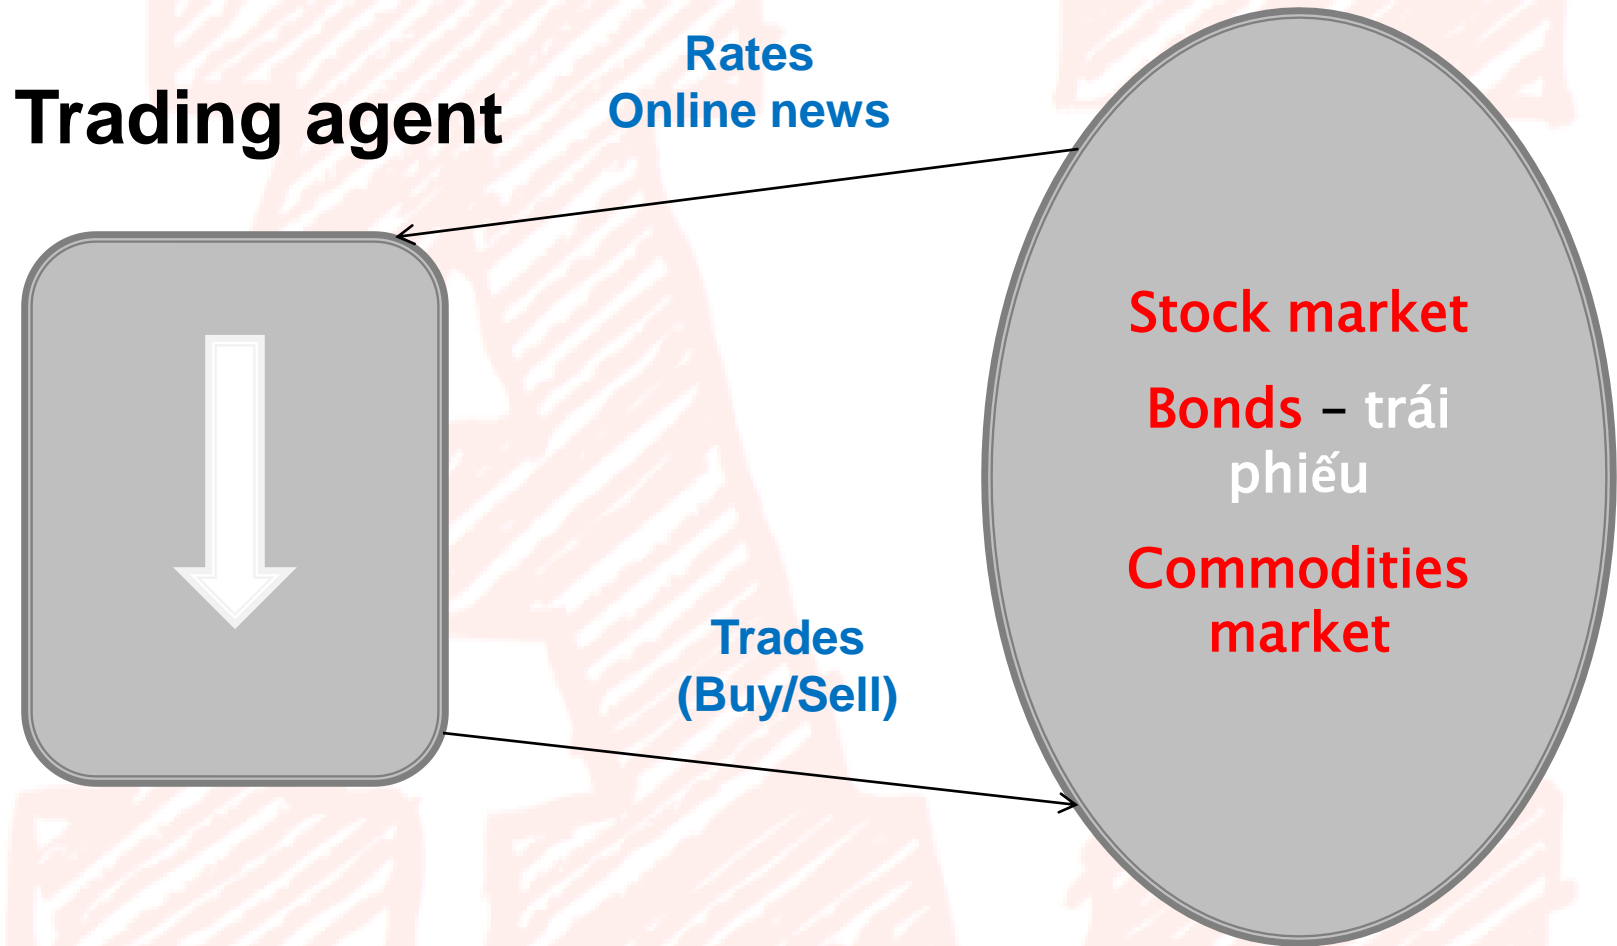 Rates
Online news
Trading agent
Stock market
Bonds – trái
phiếu
Commodities
market
Trades
(Buy/Sell)